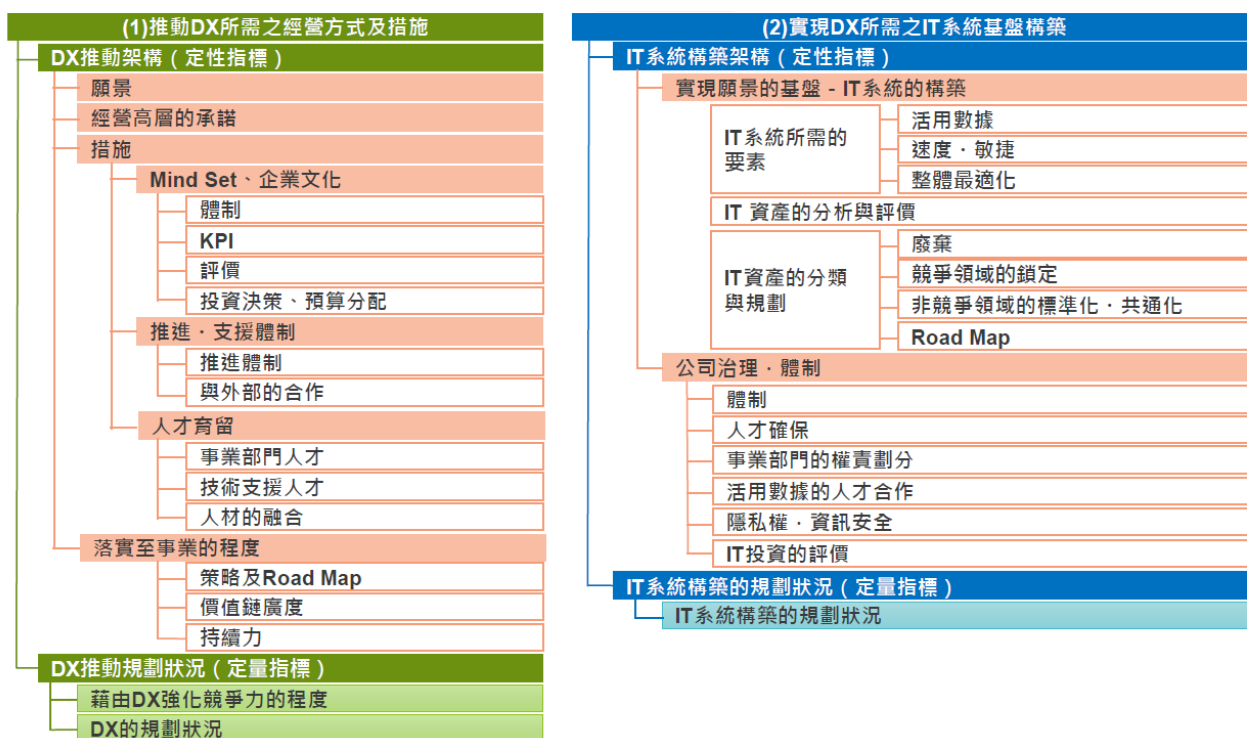 (1)推動DX所需之經營方式及措施
DX推動架構（定性指標）
願景
經營高層的承諾
措施
Mind Set、企業文化
體制
KPI
評價
投資決策、預算分配
推進．支援體制
推進體制
與外部的合作
人才育留
事業部門人才
技術支援人才
人材的融合
落實至事業的程度
策略及Road Map
價值鏈廣度
持續力
DX推動規劃狀況（定量指標）
藉由DX強化競爭力的程度
DX的規劃狀況
(2)實現DX所需之IT系統基盤構築
IT系統構築架構（定性指標）
實現願景的基盤 - IT系統的構築
IT系統所需的
要素
活用數據
速度．敏捷
整體最適化
IT 資產的分析與評價
IT資產的分類
與規劃
廢棄
競爭領域的鎖定
非競爭領域的標準化．共通化
Road Map
公司治理．體制
體制
人才確保
事業部門的權責劃分
活用數據的人才合作
隱私權．資訊安全
IT投資的評價
IT系統構築的規劃狀況（定量指標）
IT系統構築的規劃狀況